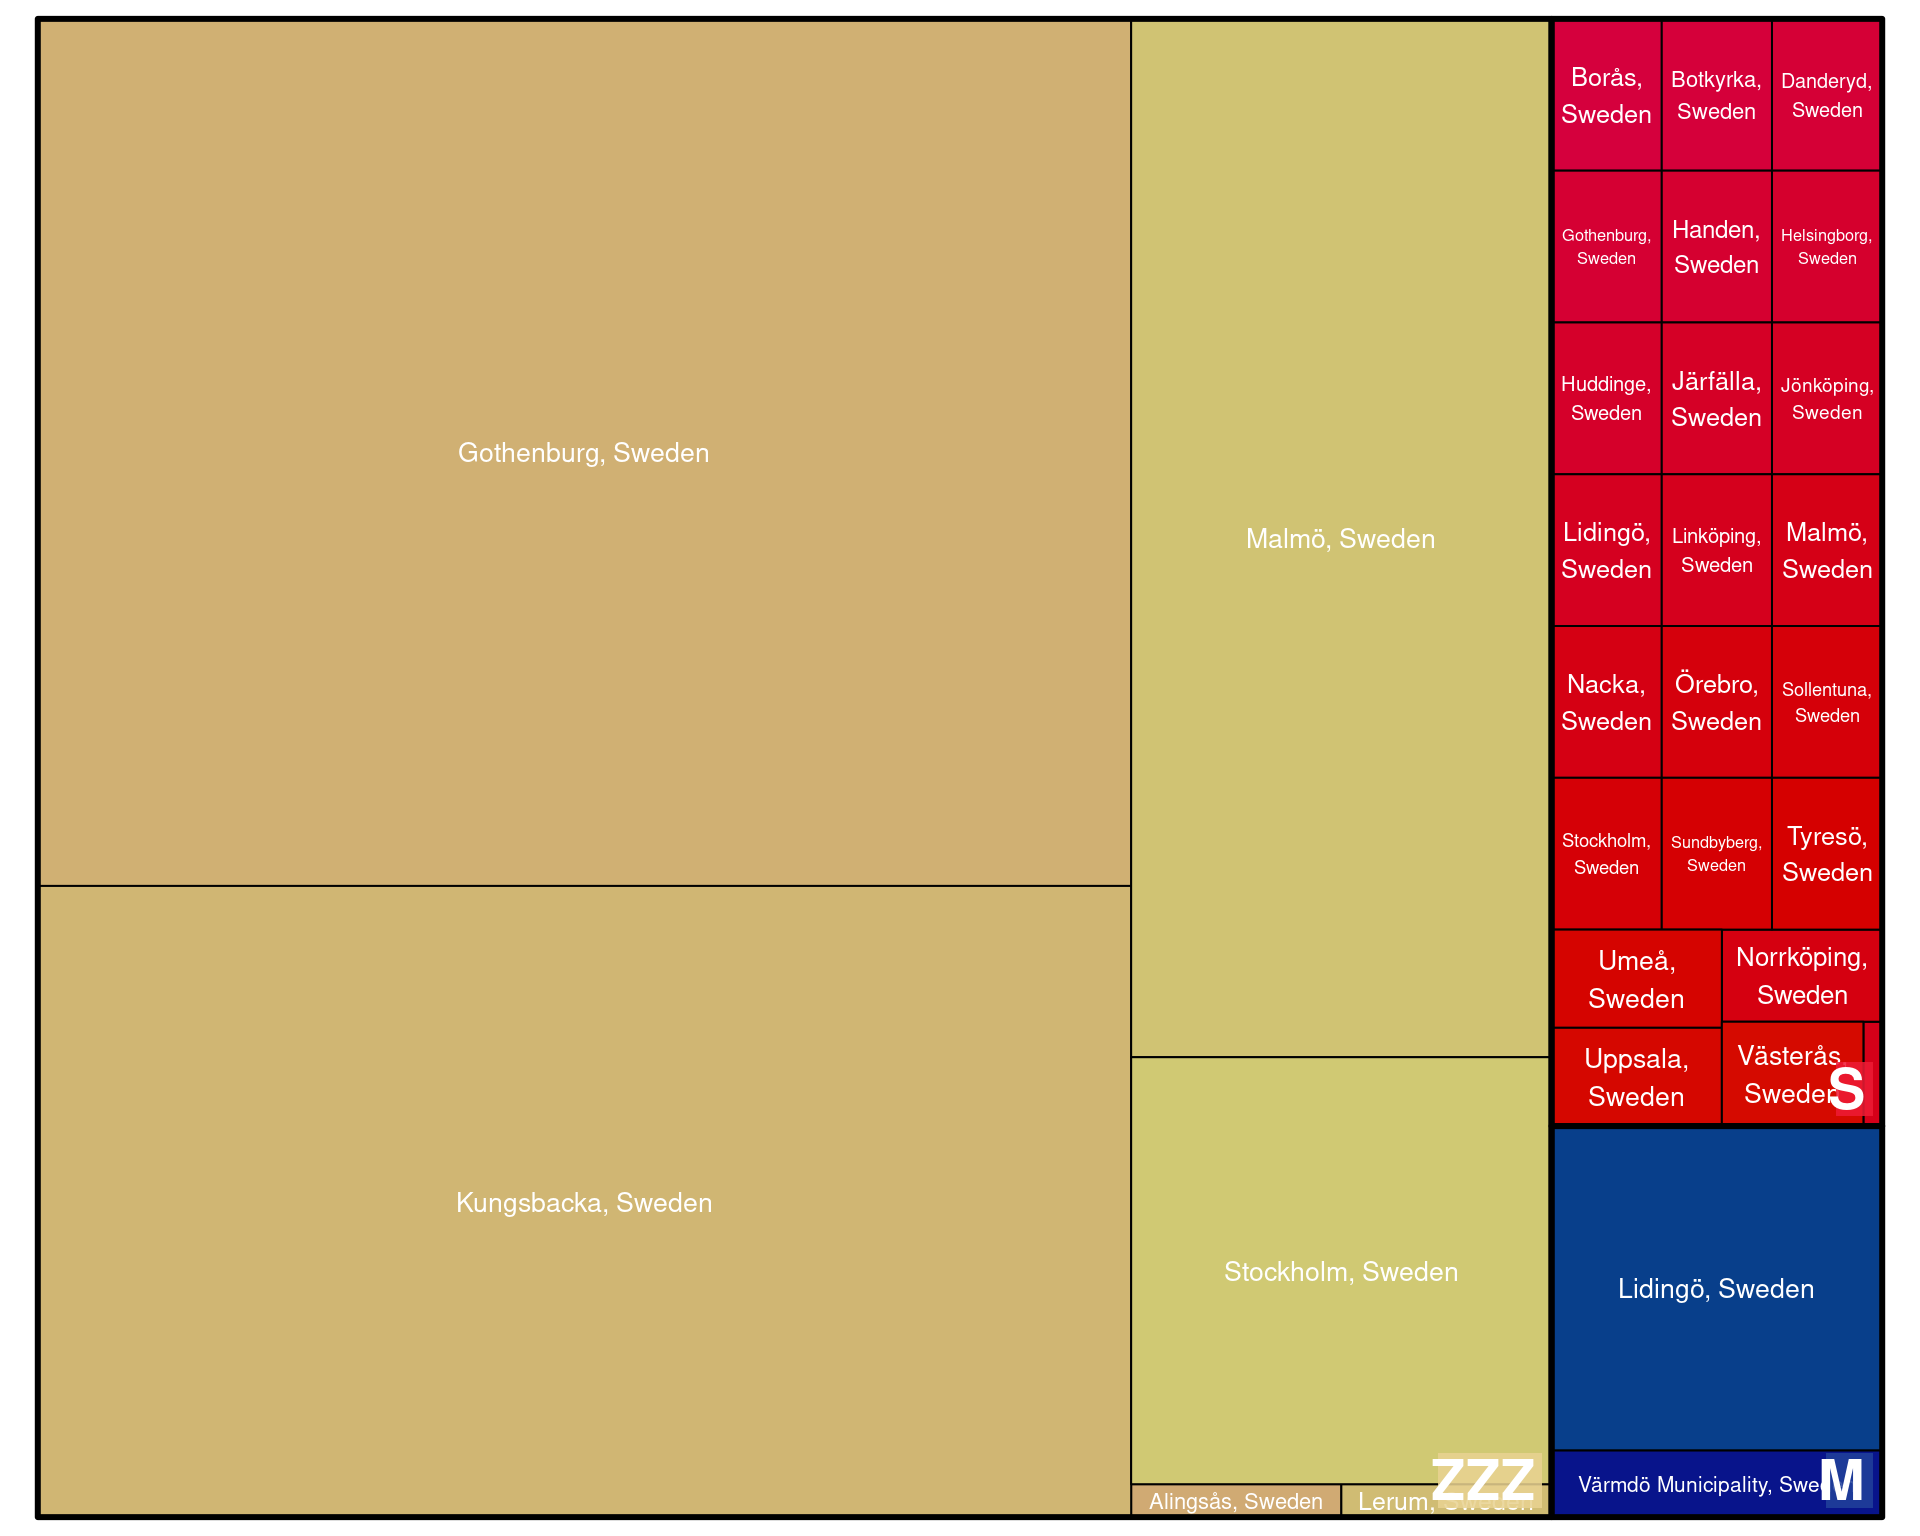 Gothenburg, Sweden
Kungsbacka, Sweden
Malmö, Sweden
Stockholm, Sweden
Alingsås, Sweden
Lerum, Sweden
ZZZ
Borås,
Sweden
Botkyrka,
Sweden
Danderyd,
Sweden
Gothenburg,
Sweden
Handen,
Sweden
Helsingborg,
Sweden
Huddinge,
Sweden
Järfälla,
Sweden
Jönköping,
Sweden
Lidingö,
Sweden
Linköping,
Sweden
Malmö,
Sweden
Nacka,
Sweden
Örebro,
Sweden
Sollentuna,
Sweden
Stockholm,
Sweden
Sundbyberg,
Sweden
Tyresö,
Sweden
Umeå,
Sweden
Norrköping,
Sweden
Uppsala,
Sweden
Västerås,
Sweden
S
Lidingö, Sweden
Värmdö Municipality, Sweden
M